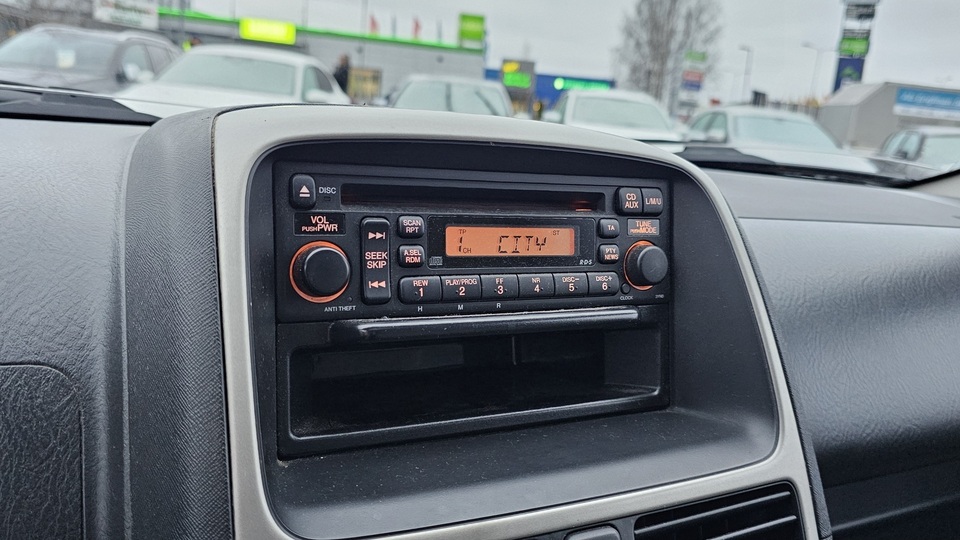 DISC
CD
AUX
L/M/U
VOL
PUSH PWR
SEEK
SKIP
SCAN
RPT
A.SEL
RDM
TP
1
CH
CITY
ST
RDS
TA
PTY
NEWS
TUNE
PUSH MODE
REW
1
PLAY/PROG
2
FF
3
NR
4
DISC-
5
DISC+
6
ANTI THEFT
H
M
R
CLOCK